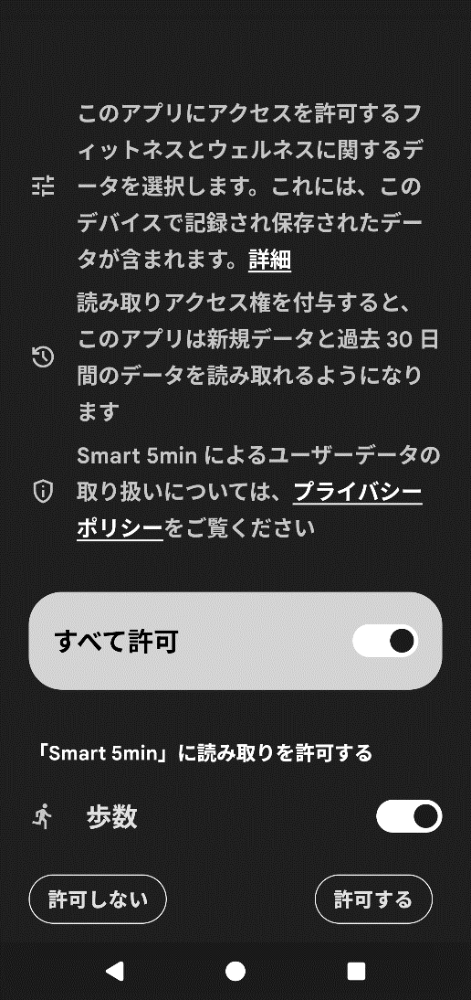 このアプリにアクセスを許可するフ
ィットネスとウェルネスに関するデ
ータを選択します。これには、この
デバイスで記録され保存されたデー
タが含まれます。詳細
読み取りアクセス権を付与すると、
このアプリは新規データと過去 30 日
間のデータを読み取れるようになり
ます
Smart 5min によるユーザーデータの
取り扱いについては、プライバシー
ポリシーをご覧ください
すべて許可
「Smart 5min」に読み取りを許可する
歩数
許可しない
許可する